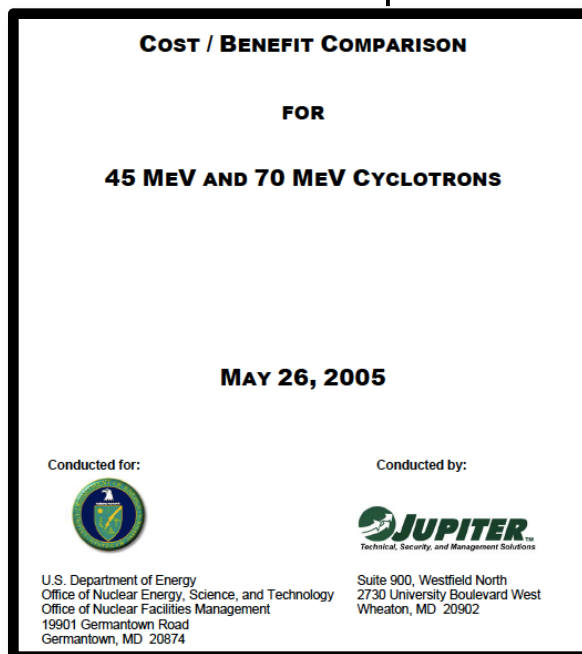 COST / BENEFIT COMPARISON
FOR
45 MEV AND 70 MEV CYCLOTRONS
MAY 26, 2005
Conducted for:
Conducted by:
JUPITER™
Technical, Security, and Management Solutions
U.S. Department of Energy
Office of Nuclear Energy, Science, and Technology
Office of Nuclear Facilities Management
19901 Germantown Road
Germantown, MD 20874
Suite 900, Westfield North
2730 University Boulevard West
Wheaton, MD 20902